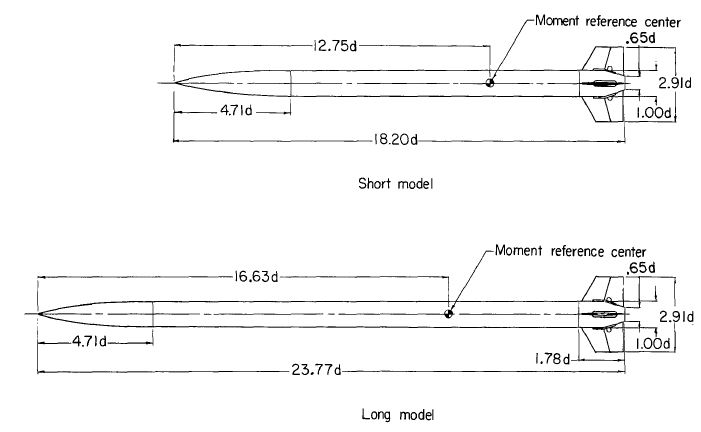 Moment reference center
12.75d
.65d
2.91d
4.71d
1.00d
18.20d
Short model
Moment reference center
16.63d
.65d
2.91d
4.71d
1.78d
1.00d
23.77d
Long model